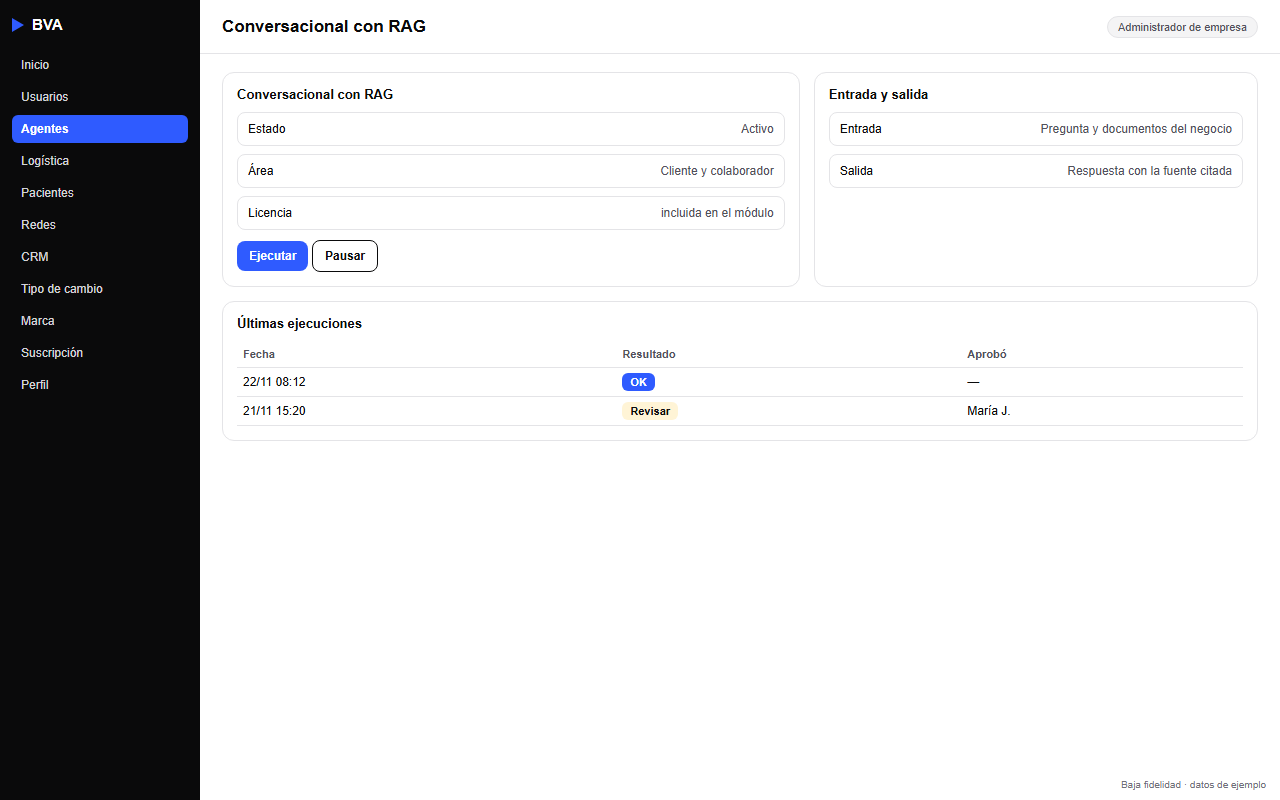 BVA
Inicio
Usuarios
Agentes
Logística
Pacientes
Redes
CRM
Tipo de cambio
Marca
Suscripción
Perfil
Conversacional con RAG
Administrador de empresa
Conversacional con RAG
Estado Activo
Área Cliente y colaborador
Licencia incluida en el módulo
Ejecutar Pausar
Entrada y salida
Entrada Pregunta y documentos del negocio
Salida Respuesta con la fuente citada
Últimas ejecuciones
Fecha Resultado Aprobó
22/11 08:12 OK —
21/11 15:20 Revisar María J.
Baja fidelidad · datos de ejemplo